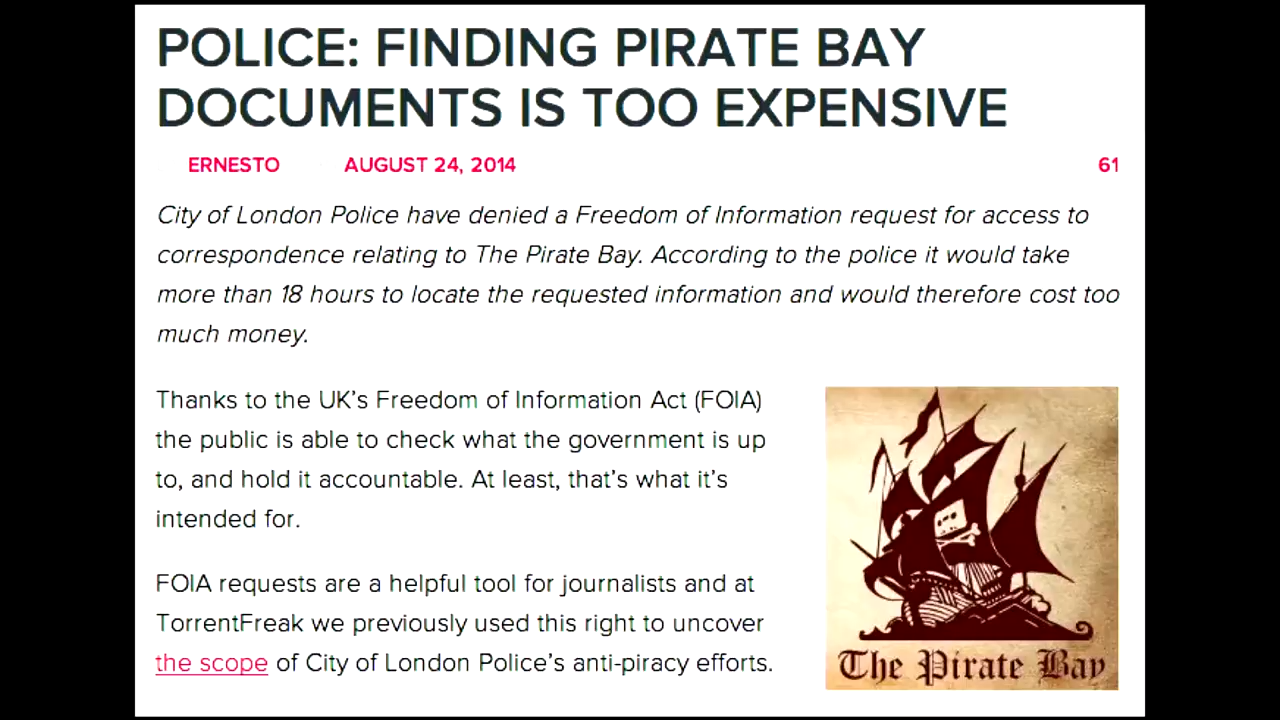 POLICE: FINDING PIRATE BAY
DOCUMENTS IS TOO EXPENSIVE
ERNESTO AUGUST 24, 2014 61
City of London Police have denied a Freedom of Information request for access to
correspondence relating to The Pirate Bay. According to the police it would take
more than 18 hours to locate the requested information and would therefore cost too
much money.
Thanks to the UK's Freedom of Information Act (FOIA)
the public is able to check what the government is up
to, and hold it accountable. At least, that's what it's
intended for.
FOIA requests are a helpful tool for journalists and at
TorrentFreak we previously used this right to uncover
the scope of City of London Police's anti-piracy efforts.
The Pirate Bay